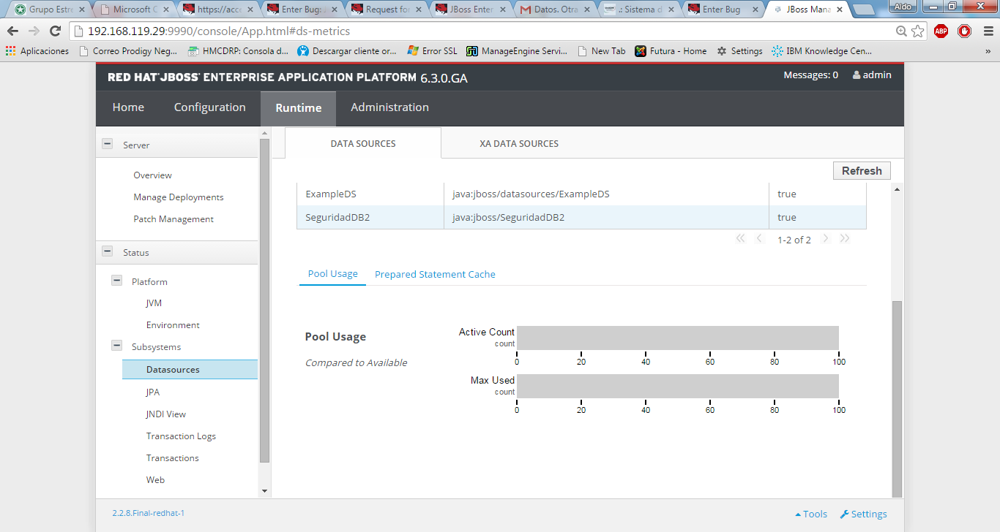 Grupo Estre
Microsoft C
https://acce
Enter Bug: J
Request for
JBoss Enter
Datos. Otra
.: Sistema d
Enter Bug
JBoss Mana
Aldo
192.168.119.29:9990/console/App.html#ds-metrics
ABP
Aplicaciones
Correo Prodigy Neg...
HMCDRP: Consola d...
Descargar cliente or...
Error SSL
ManageEngine Servi...
New Tab
Futura - Home
Settings
IBM Knowledge Cen...
»
RED HAT® JBOSS® ENTERPRISE APPLICATION PLATFORM 6.3.0.GA
Messages: 0
admin
Home
Configuration
Runtime
Administration
Server
Overview
Manage Deployments
Patch Management
Status
Platform
JVM
Environment
Subsystems
Datasources
JPA
JNDI View
Transaction Logs
Transactions
Web
DATA SOURCES
XA DATA SOURCES
Refresh
ExampleDS java:jboss/datasources/ExampleDS true
SeguridadDB2 java:jboss/SeguridadDB2 true
1-2 of 2
Pool Usage
Prepared Statement Cache
Pool Usage
Compared to Available
Active Count
count
0 20 40 60 80 100
Max Used
count
0 20 40 60 80 100
2.2.8.Final-redhat-1
Tools
Settings